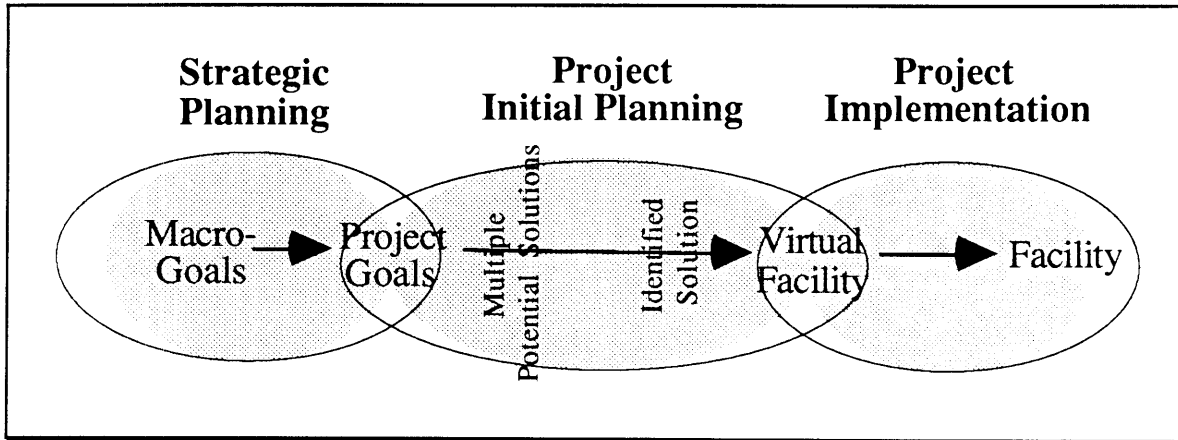 Strategic
Planning
Project
Initial Planning
Project
Implementation
Macro-
Goals
Project
Goals
Multiple
Potential Solutions
Identified
Solution
Virtual
Facility
Facility